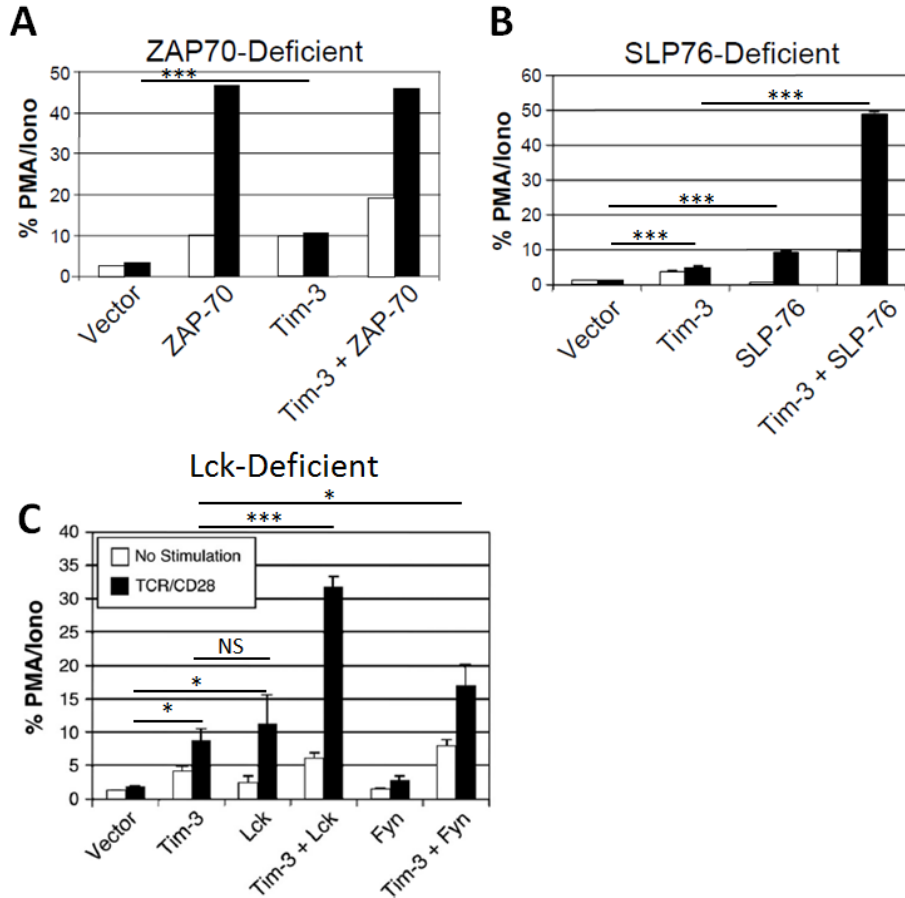 A
ZAP70-Deficient
% PMA/Iono
50
40
30
20
10
0
***
Vector
ZAP-70
Tim-3
Tim-3 + ZAP-70
B
SLP76-Deficient
% PMA/Iono
60
50
40
30
20
10
0
***
***
***
Vector
Tim-3
SLP-76
Tim-3 + SLP-76
C
Lck-Deficient
% PMA/Iono
40
35
30
25
20
15
10
5
0
*
***
No Stimulation
TCR/CD28
NS
*
*
Vector
Tim-3
Lck
Tim-3 + Lck
Fyn
Tim-3 + Fyn